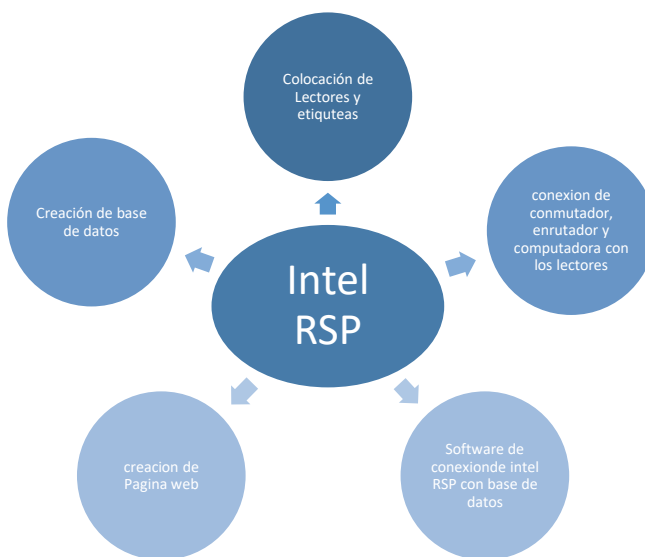 Colocación de
Lectores y
etiquteas
conexion de
conmutador,
enrutador y
computadora con
los lectores
Software de
conexionde intel
RSP con base de
datos
creacion de
Pagina web
Creación de base
de datos
Intel
RSP